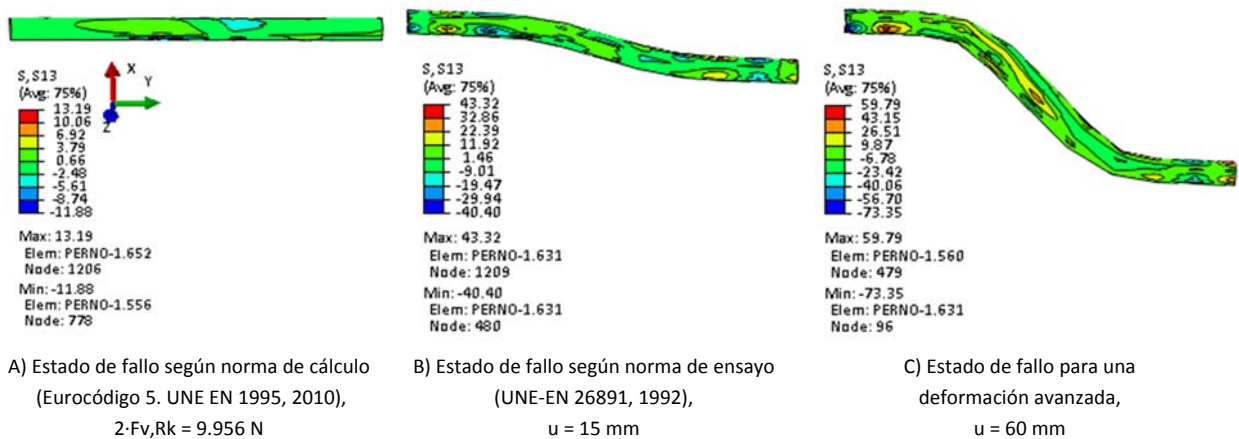 S, S13
(Avg: 75%)
13.19
10.06
6.92
3.79
0.66
-2.48
-5.61
-8.74
-11.88
Max: 13.19
Elem: PERNO-1.652
Node: 1206
Min: -11.88
Elem: PERNO-1.556
Node: 778
X
Y
Z
A) Estado de fallo según norma de cálculo
(Eurocódigo 5. UNE EN 1995, 2010),
2·Fv,Rk = 9.956 N
S, S13
(Avg: 75%)
43.32
32.86
22.39
11.92
1.46
-9.01
-19.47
-29.94
-40.40
Max: 43.32
Elem: PERNO-1.631
Node: 1209
Min: -40.40
Elem: PERNO-1.631
Node: 480
B) Estado de fallo según norma de ensayo
(UNE-EN 26891, 1992),
u = 15 mm
S, S13
(Avg: 75%)
59.79
43.15
26.51
9.87
-6.78
-23.42
-40.06
-56.70
-73.35
Max: 59.79
Elem: PERNO-1.560
Node: 479
Min: -73.35
Elem: PERNO-1.631
Node: 96
C) Estado de fallo para una
deformación avanzada,
u = 60 mm